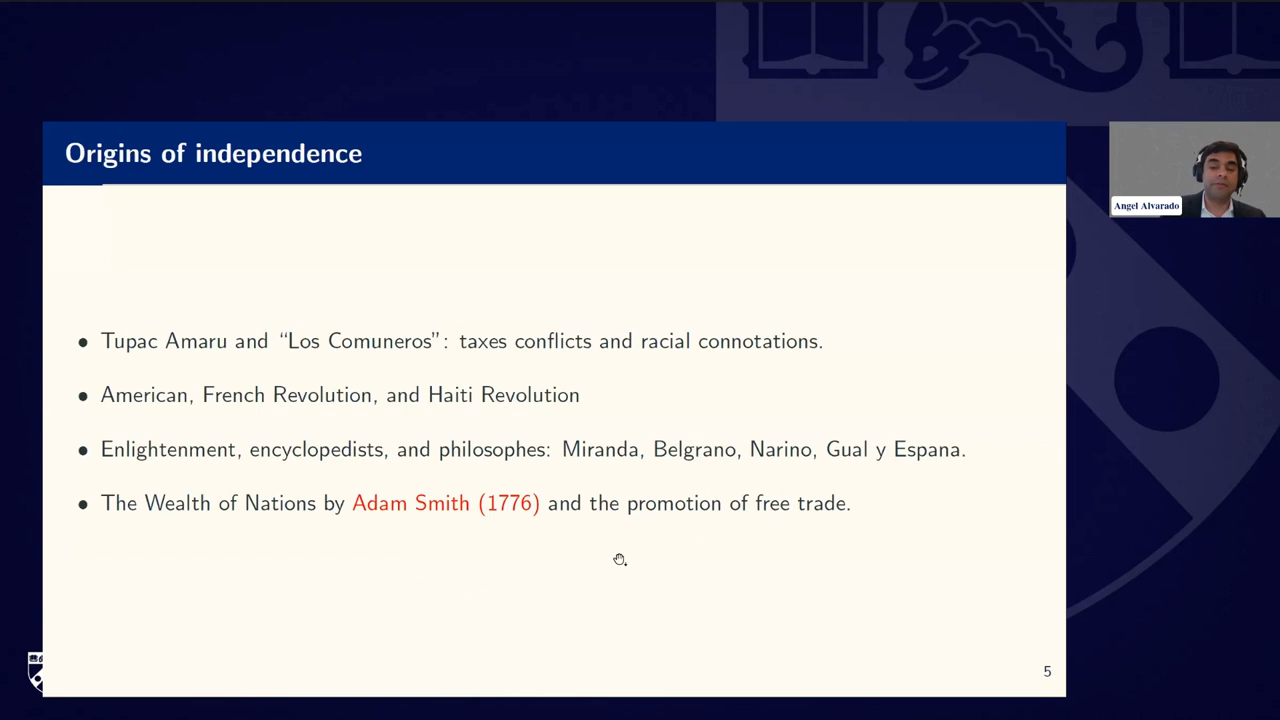 Origins of independence
Angel Alvarado
• Tupac Amaru and “Los Comuneros”: taxes conflicts and racial connotations.
• American, French Revolution, and Haiti Revolution
• Enlightenment, encyclopedists, and philosophes: Miranda, Belgrano, Narino, Gual y Espana.
• The Wealth of Nations by Adam Smith (1776) and the promotion of free trade.
5